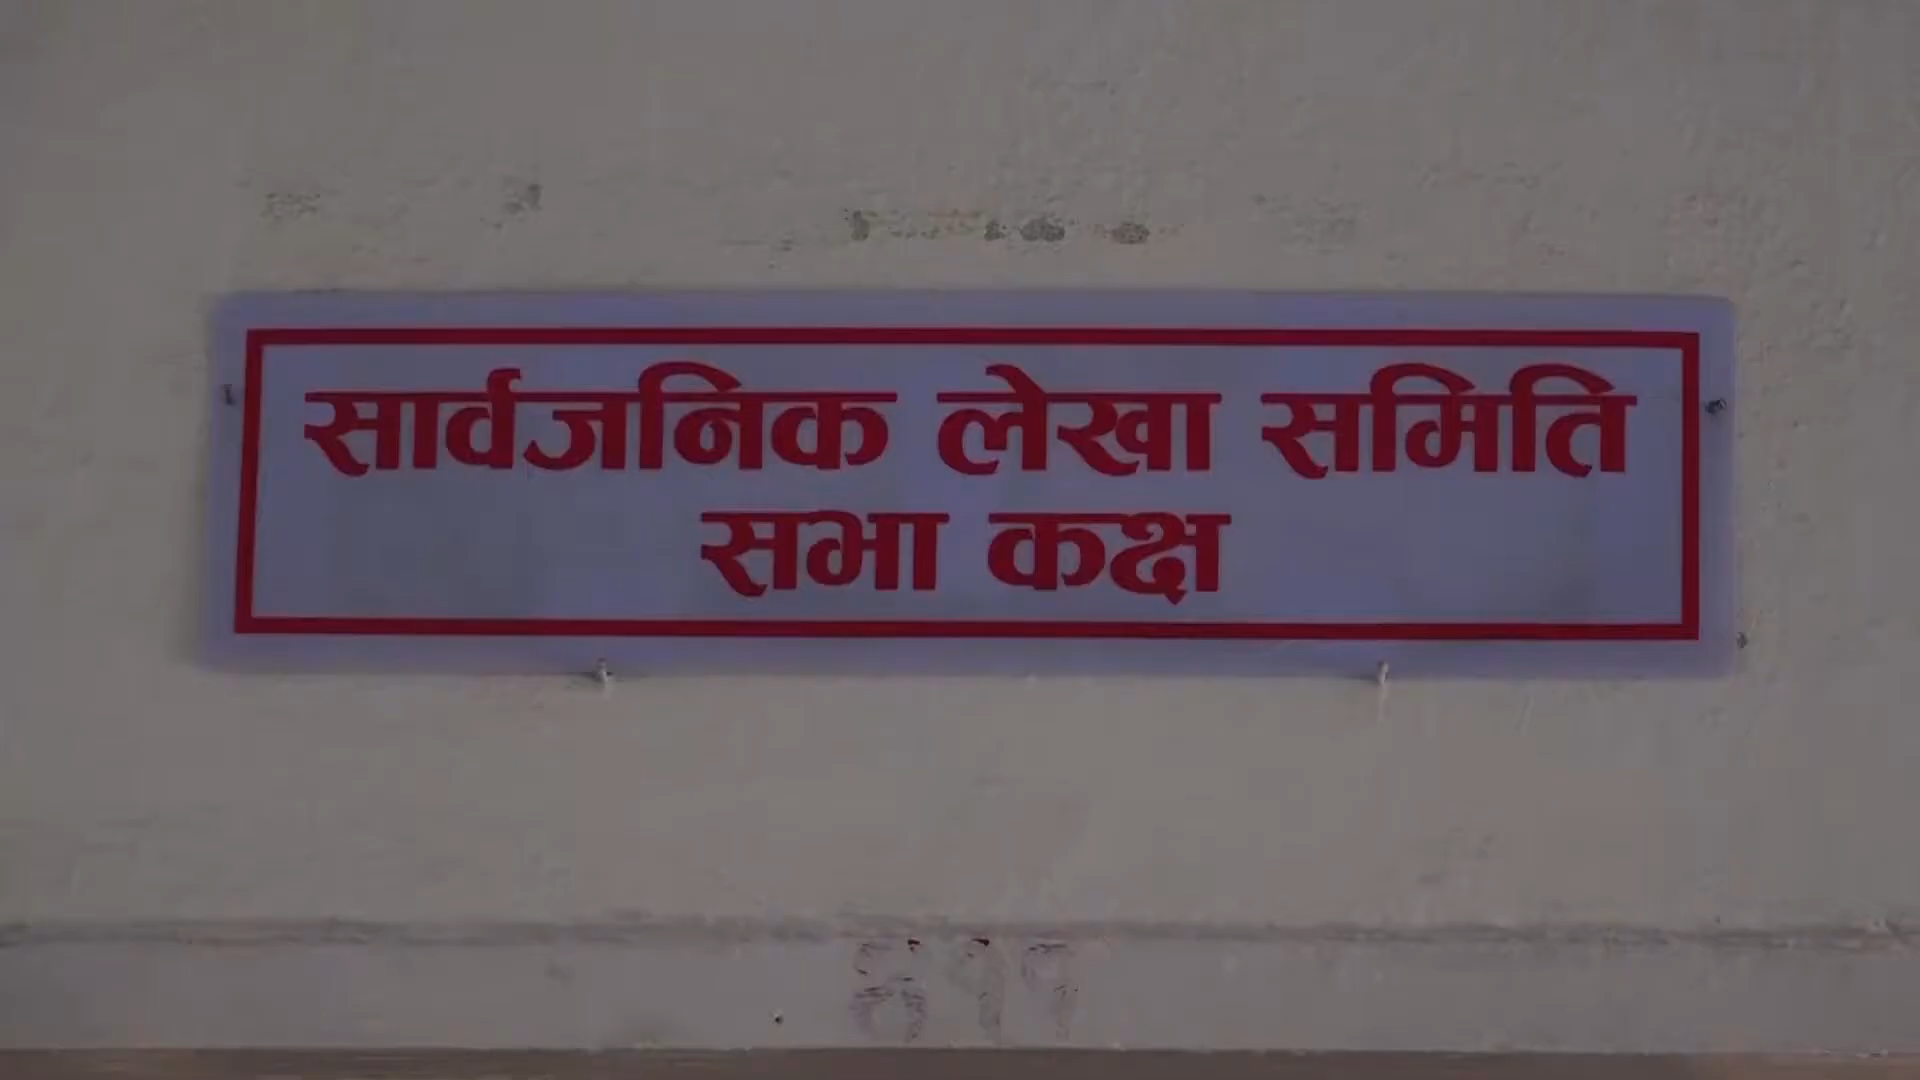 सार्वजनिक लेखा समिति
सभा कक्ष